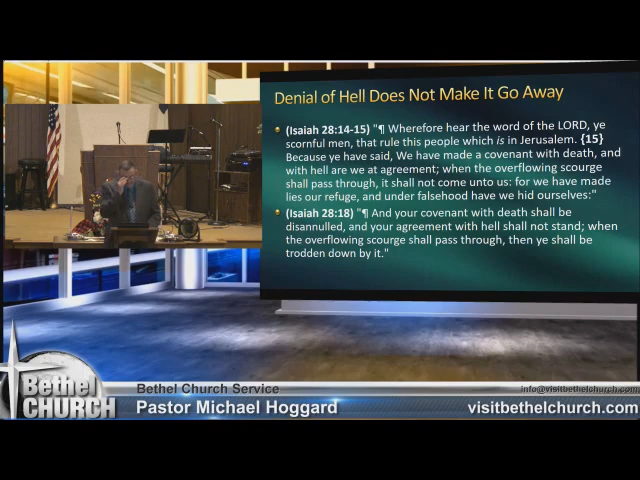 Denial of Hell Does Not Make It Go Away
(Isaiah 28:14-15) "¶ Wherefore hear the word of the LORD, ye
scornful men, that rule this people which is in Jerusalem. {15}
Because ye have said, We have made a covenant with death, and
with hell are we at agreement; when the overflowing scourge
shall pass through, it shall not come unto us: for we have made
lies our refuge, and under falsehood have we hid ourselves:"
(Isaiah 28:18) "¶ And your covenant with death shall be
disannulled, and your agreement with hell shall not stand; when
the overflowing scourge shall pass through, then ye shall be
trodden down by it."
Bethel
CHURCH
Bethel Church Service
info@visitbethelchurch.com
Pastor Michael Hoggard
visitbethelchurch.com